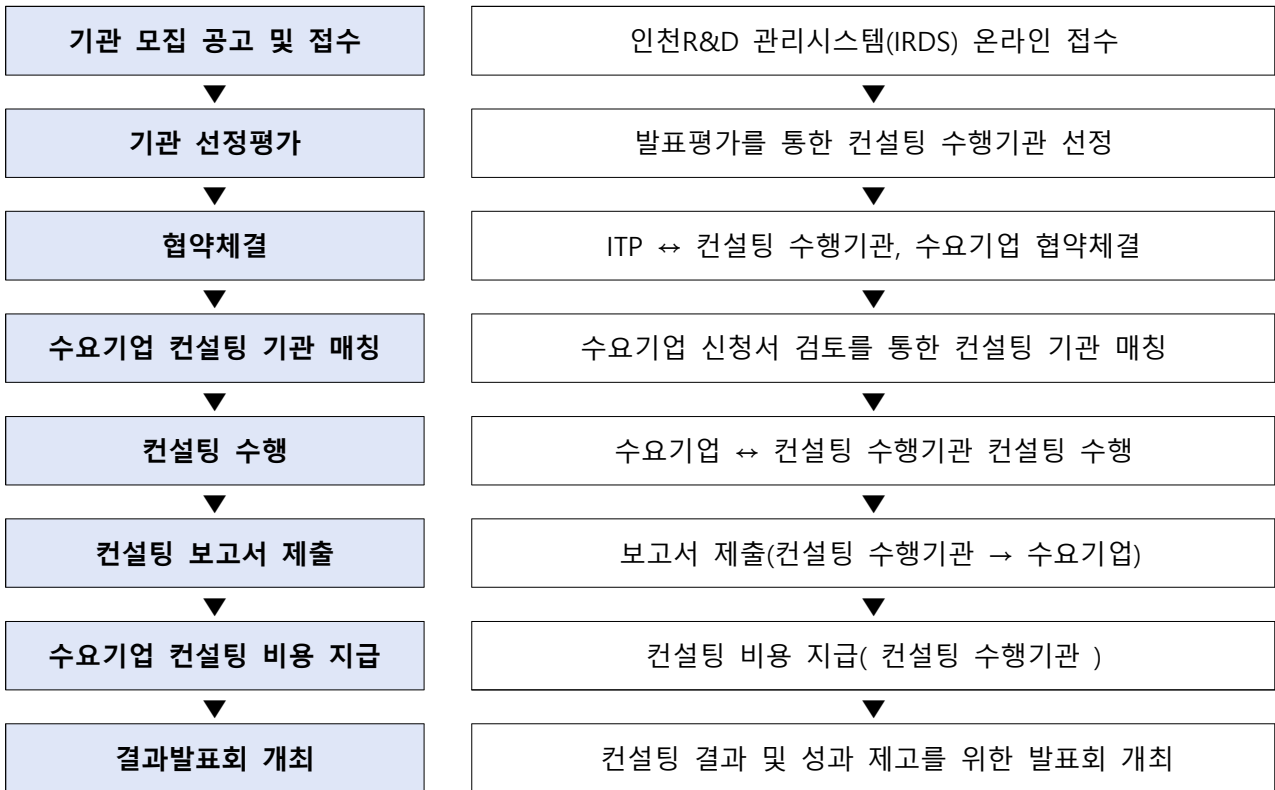 기관 모집 공고 및 접수
인천R&D 관리시스템(IRDS) 온라인 접수
▼ ▼
기관 선정평가
발표평가를 통한 컨설팅 수행기관 선정
▼ ▼
협약체결
ITP ↔ 컨설팅 수행기관, 수요기업 협약체결
▼ ▼
수요기업 컨설팅 기관 매칭
수요기업 신청서 검토를 통한 컨설팅 기관 매칭
▼ ▼
컨설팅 수행
수요기업 ↔ 컨설팅 수행기관 컨설팅 수행
▼ ▼
컨설팅 보고서 제출
보고서 제출(컨설팅 수행기관 → 수요기업)
▼ ▼
수요기업 컨설팅 비용 지급
컨설팅 비용 지급( 컨설팅 수행기관 )
▼ ▼
결과발표회 개최
컨설팅 결과 및 성과 제고를 위한 발표회 개최